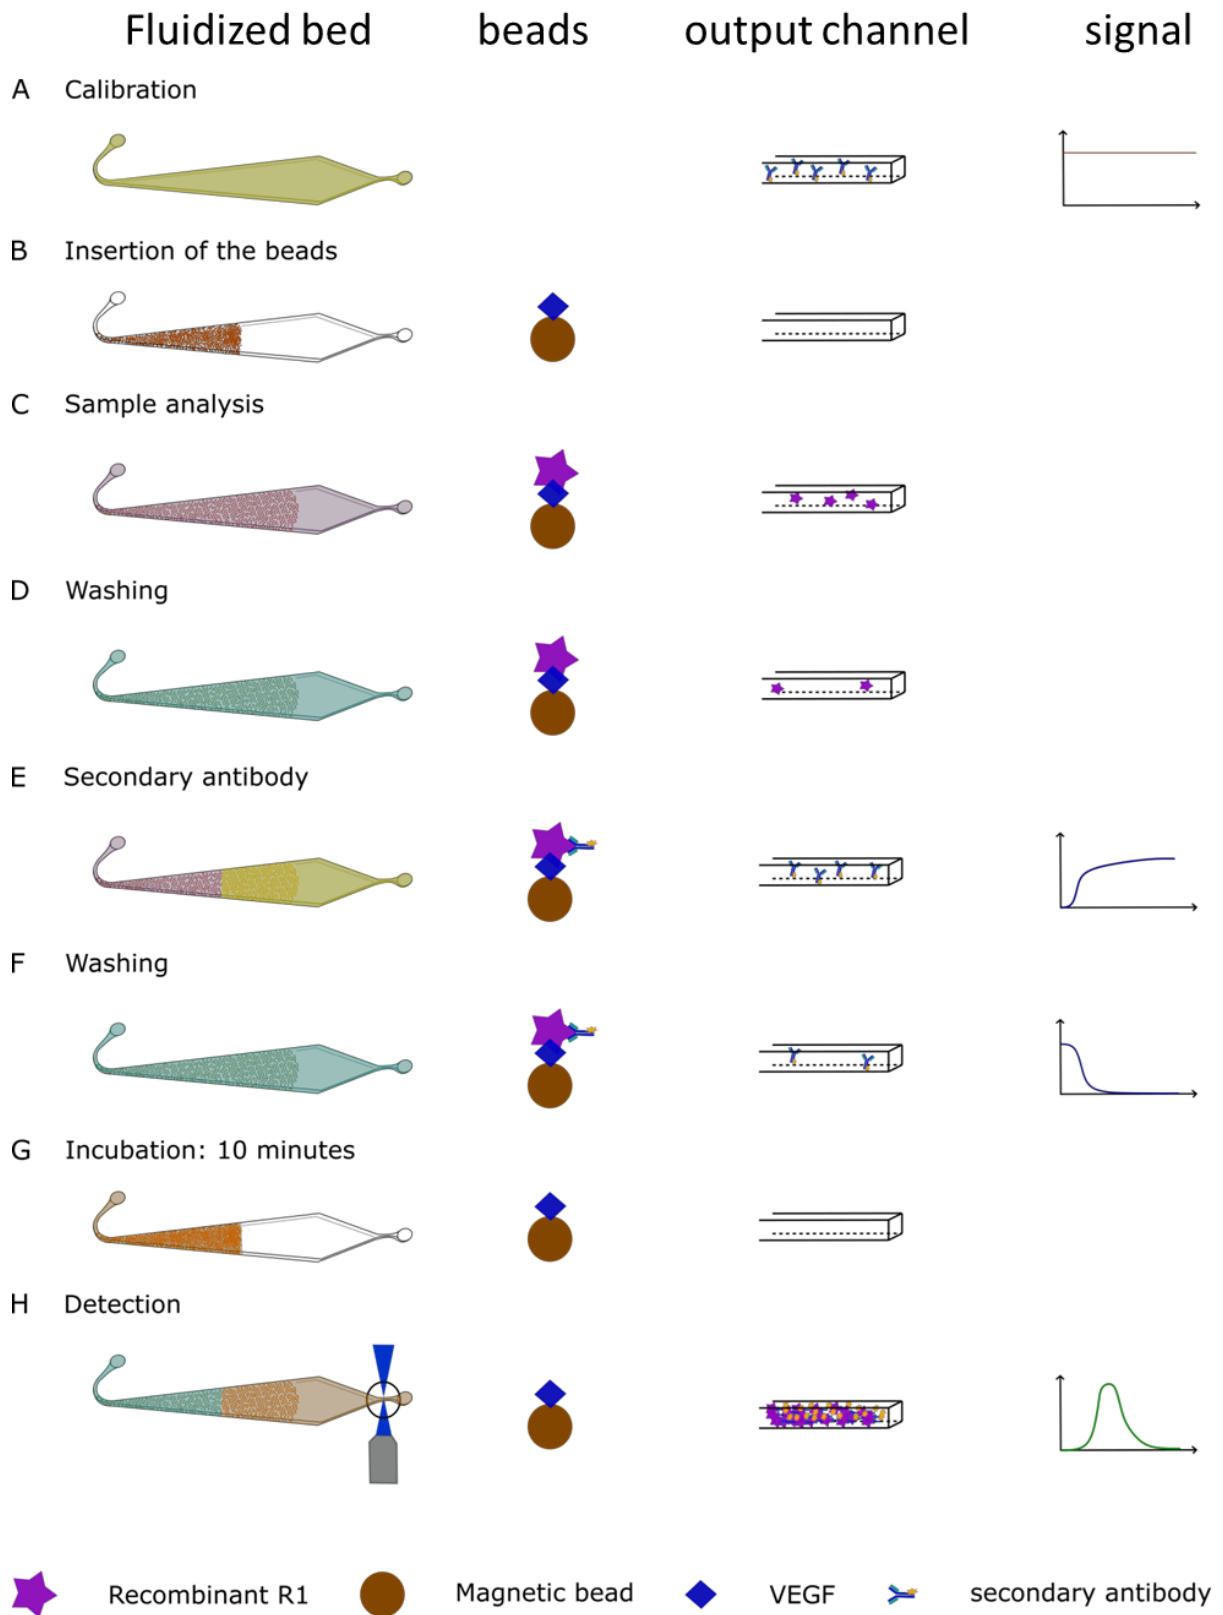 Fluidized bed beads output channel signal
A Calibration
B Insertion of the beads
C Sample analysis
D Washing
E Secondary antibody
F Washing
G Incubation: 10 minutes
H Detection
Recombinant R1 Magnetic bead VEGF secondary antibody